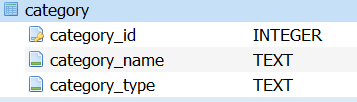 category
category_id INTEGER
category_name TEXT
category_type TEXT